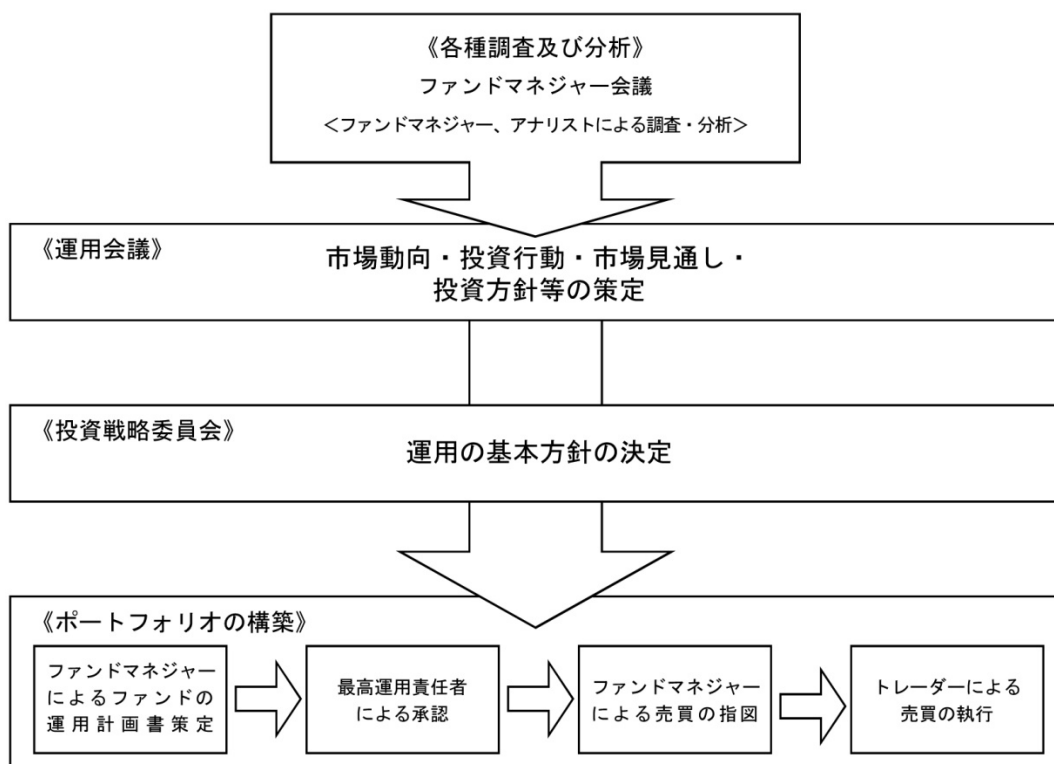 《各種調査及び分析》
ファンドマネジャー会議
＜ファンドマネジャー、アナリストによる調査・分析＞
《運用会議》
市場動向・投資行動・市場見通し・
投資方針等の策定
《投資戦略委員会》
運用の基本方針の決定
《ポートフォリオの構築》
ファンドマネジャー
によるファンドの
運用計画書策定
最高運用責任者
による承認
ファンドマネジャー
による売買の指図
トレーダーによる
売買の執行